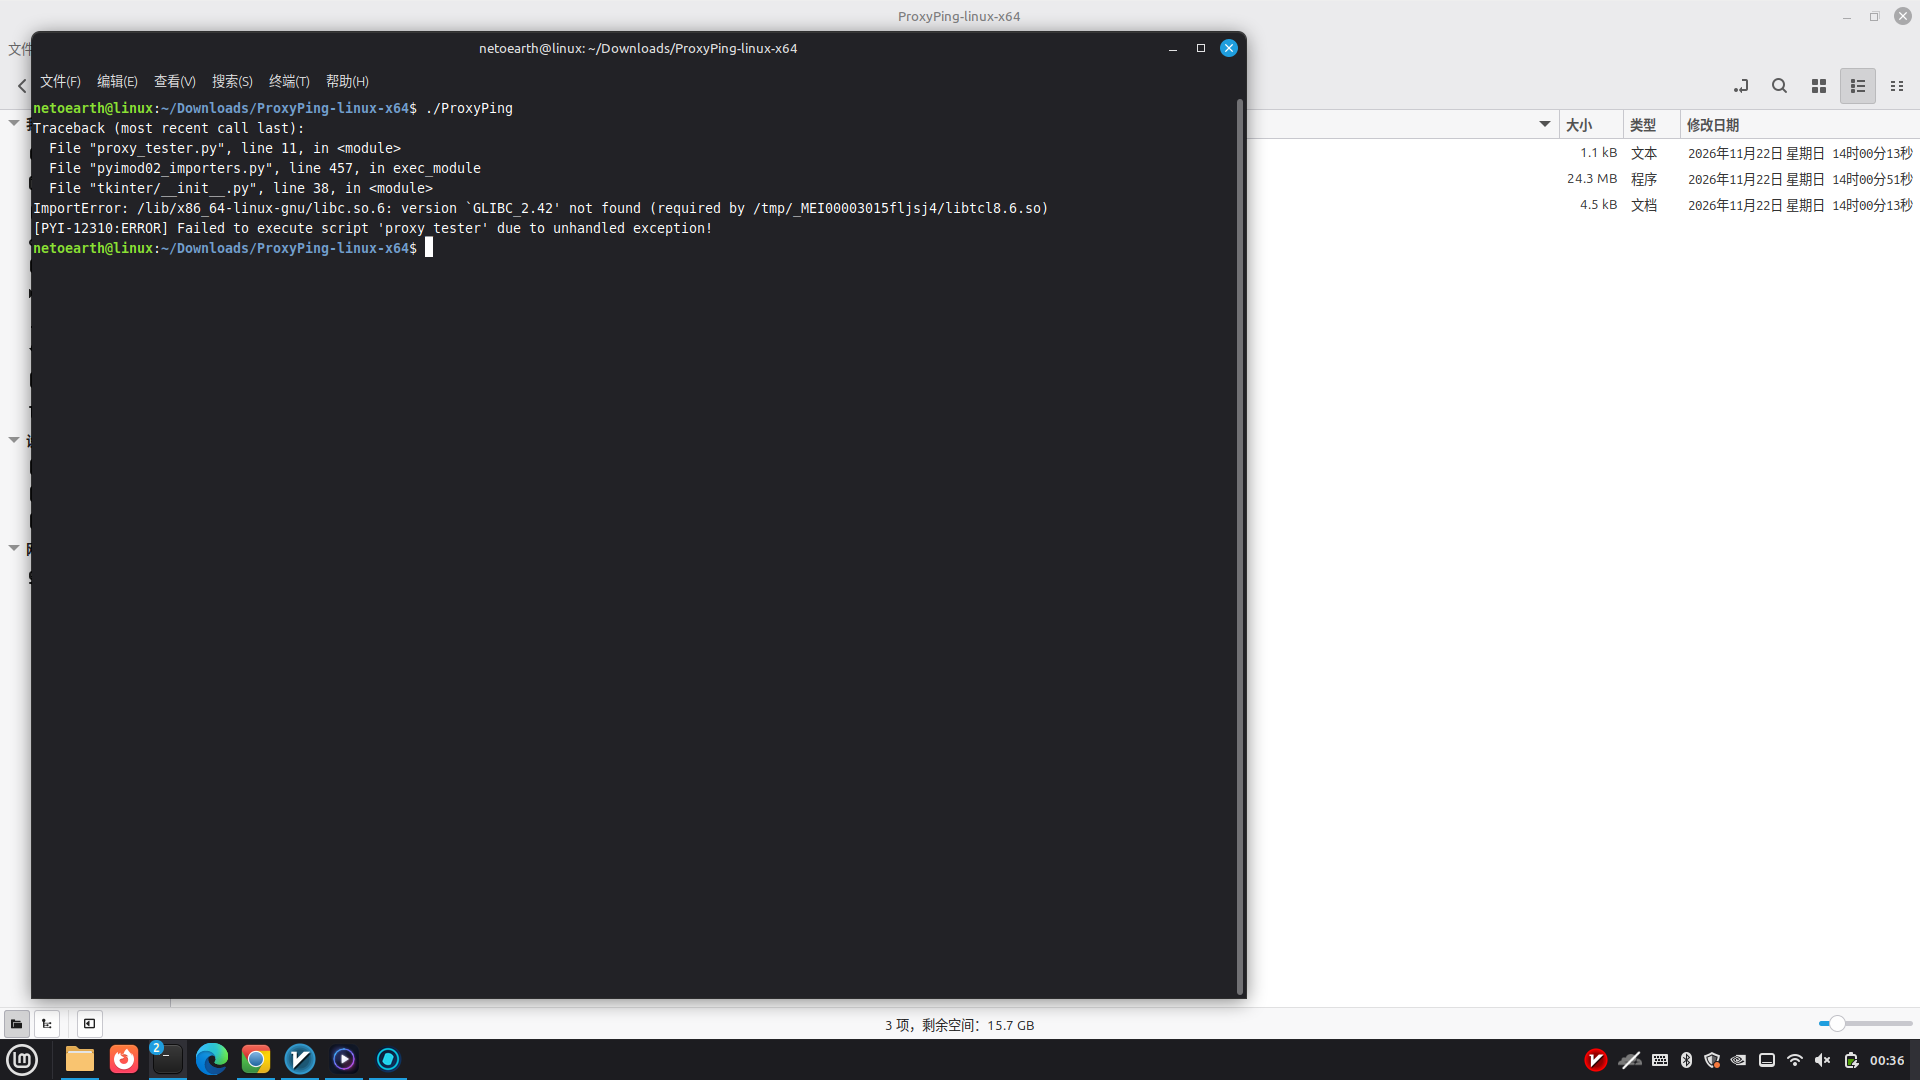 ProxyPing-linux-x64
文件
netoearth@linux: ~/Downloads/ProxyPing-linux-x64
文件(F) 编辑(E) 查看(V) 搜索(S) 终端(T) 帮助(H)
netoearth@linux:~/Downloads/ProxyPing-linux-x64$ ./ProxyPing
Traceback (most recent call last):
  File "proxy_tester.py", line 11, in <module>
  File "pyimod02_importers.py", line 457, in exec_module
  File "tkinter/__init__.py", line 38, in <module>
ImportError: /lib/x86_64-linux-gnu/libc.so.6: version `GLIBC_2.42' not found (required by /tmp/_MEI00003015fljsj4/libtcl8.6.so)
[PYI-12310:ERROR] Failed to execute script 'proxy_tester' due to unhandled exception!
netoearth@linux:~/Downloads/ProxyPing-linux-x64$
大小 类型 修改日期
1.1 kB 文本 2026年11月22日 星期日 14时00分13秒
24.3 MB 程序 2026年11月22日 星期日 14时00分51秒
4.5 kB 文档 2026年11月22日 星期日 14时00分13秒
3 项，剩余空间：15.7 GB
2
00:36